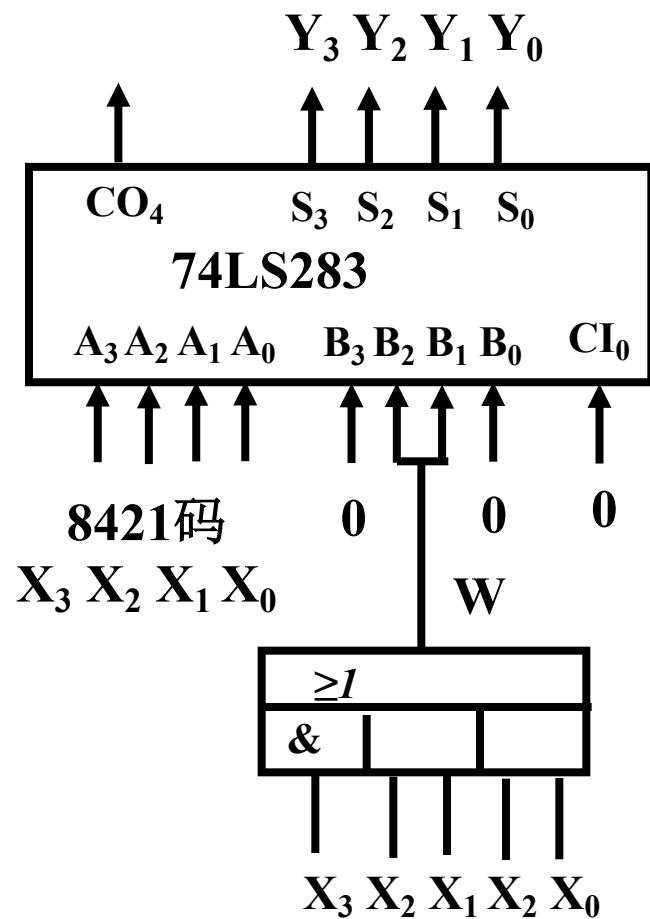 Y₃ Y₂ Y₁ Y₀
CO₄ S₃ S₂ S₁ S₀
74LS283
A₃ A₂ A₁ A₀ B₃ B₂ B₁ B₀ CI₀
8421码 0 0 0
X₃ X₂ X₁ X₀ W
≥1
&
X₃ X₂ X₁ X₂ X₀